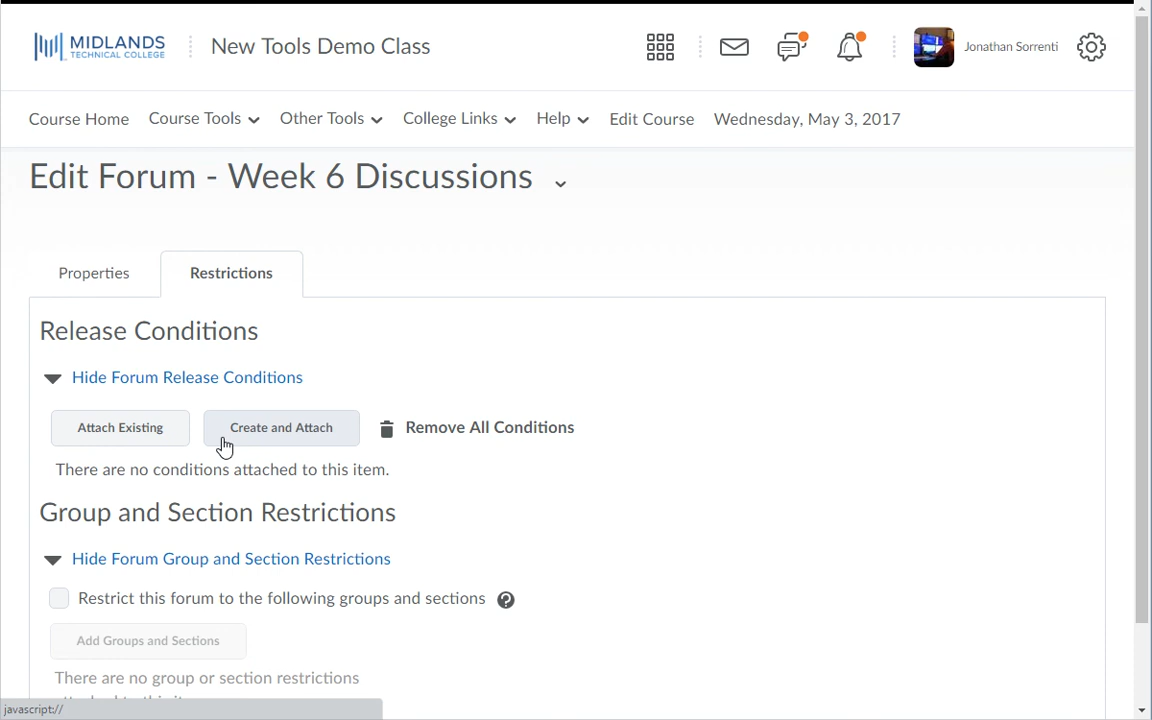 MIDLANDS
TECHNICAL COLLEGE
New Tools Demo Class
Jonathan Sorrenti
Course Home
Course Tools
Other Tools
College Links
Help
Edit Course
Wednesday, May 3, 2017
Edit Forum - Week 6 Discussions
Properties
Restrictions
Release Conditions
Hide Forum Release Conditions
Attach Existing
Create and Attach
Remove All Conditions
There are no conditions attached to this item.
Group and Section Restrictions
Hide Forum Group and Section Restrictions
Restrict this forum to the following groups and sections ?
Add Groups and Sections
There are no group or section restrictions
javascript://